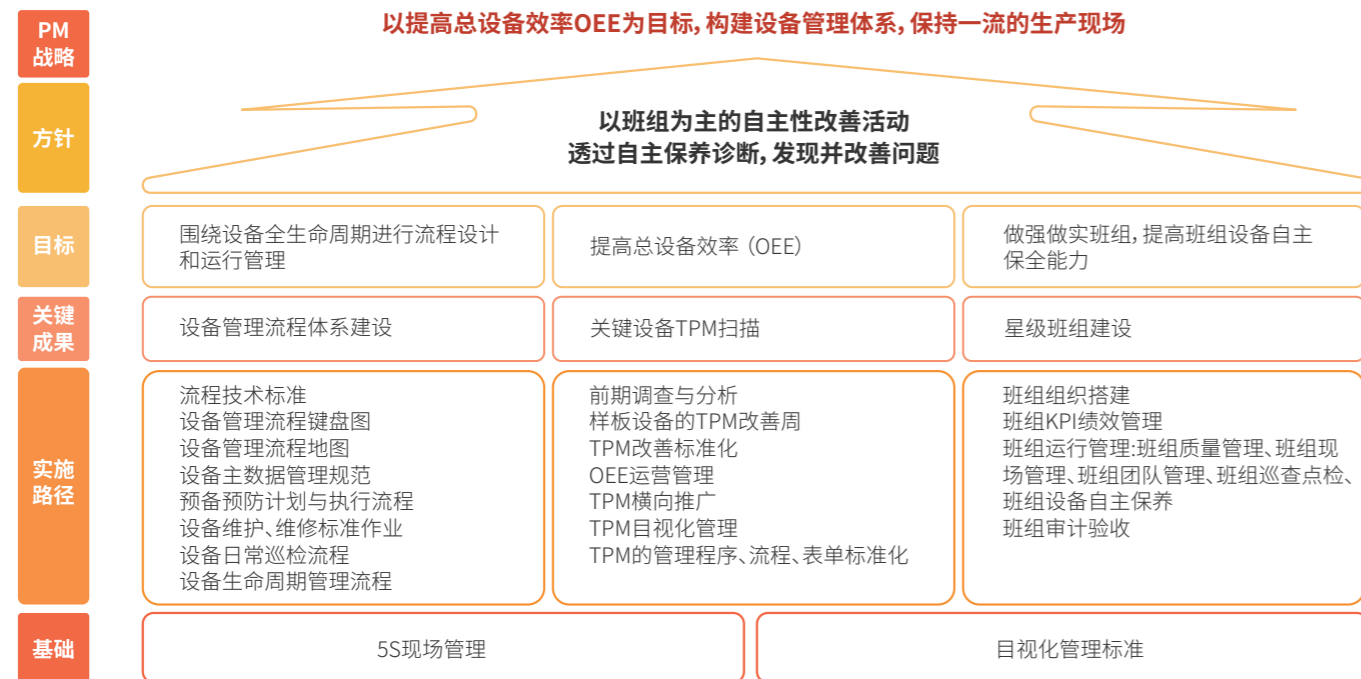 PM
战略
以提高总设备效率OEE为目标, 构建设备管理体系, 保持一流的生产现场
方针
以班组为主的自主性改善活动
透过自主保养诊断, 发现并改善问题
目标
围绕设备全生命周期进行流程设计
和运行管理
提高总设备效率（OEE）
做强做实班组, 提高班组设备自主
保全能力
关键
成果
设备管理流程体系建设
关键设备TPM扫描
星级班组建设
实施
路径
流程技术标准
设备管理流程键盘图
设备管理流程地图
设备主数据管理规范
预备预防计划与执行流程
设备维护、维修标准作业
设备日常巡检流程
设备生命周期管理流程
前期调查与分析
样板设备的TPM改善周
TPM改善标准化
OEE运营管理
TPM横向推广
TPM目视化管理
TPM的管理程序、流程、表单标准化
班组组织搭建
班组KPI绩效管理
班组运行管理:班组质量管理、班组现
场管理、班组团队管理、班组巡查点检、
班组设备自主保养
班组审计验收
基础
5S现场管理
目视化管理标准